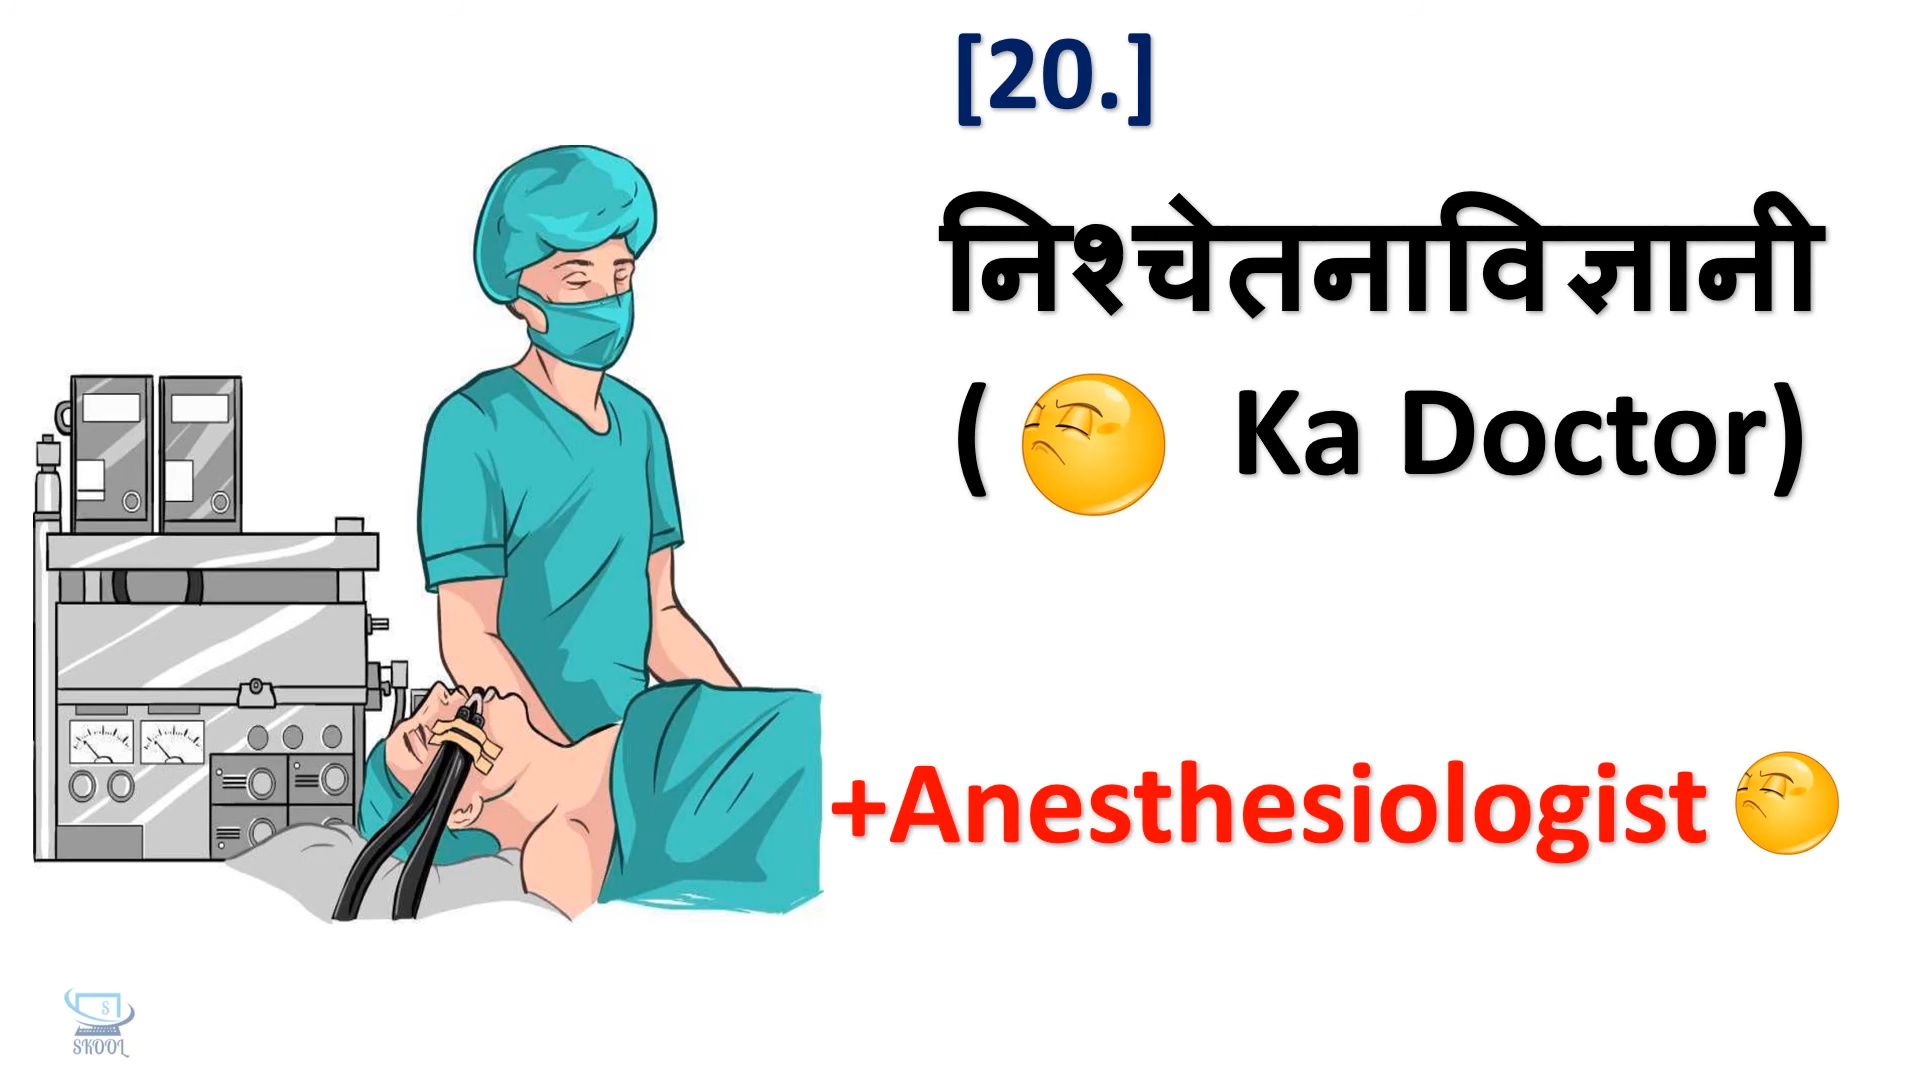 [20.]
निश्चेतनाविज्ञानी
( Ka Doctor)
+Anesthesiologist
S
SKOOL